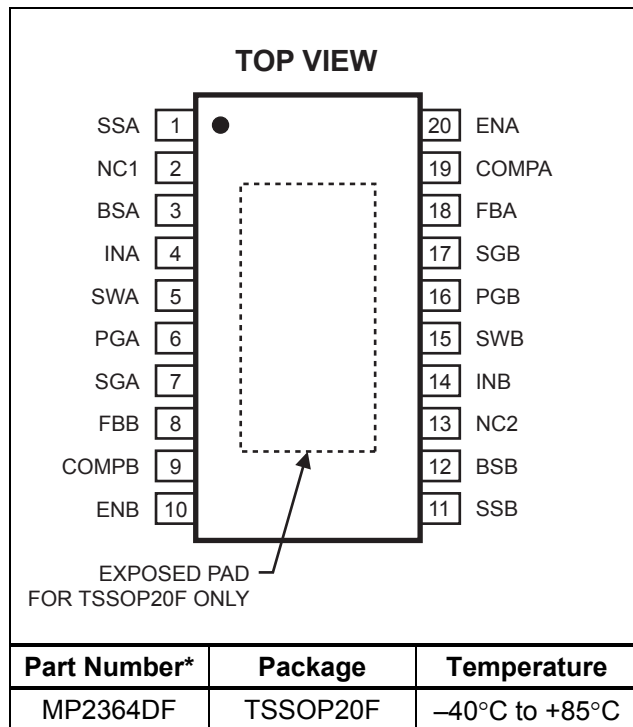 TOP VIEW
SSA 1 20 ENA
NC1 2 19 COMPA
BSA 3 18 FBA
INA 4 17 SGB
SWA 5 16 PGB
PGA 6 15 SWB
SGA 7 14 INB
FBB 8 13 NC2
COMPB 9 12 BSB
ENB 10 11 SSB
EXPOSED PAD
FOR TSSOP20F ONLY
Part Number* Package Temperature
MP2364DF TSSOP20F –40°C to +85°C